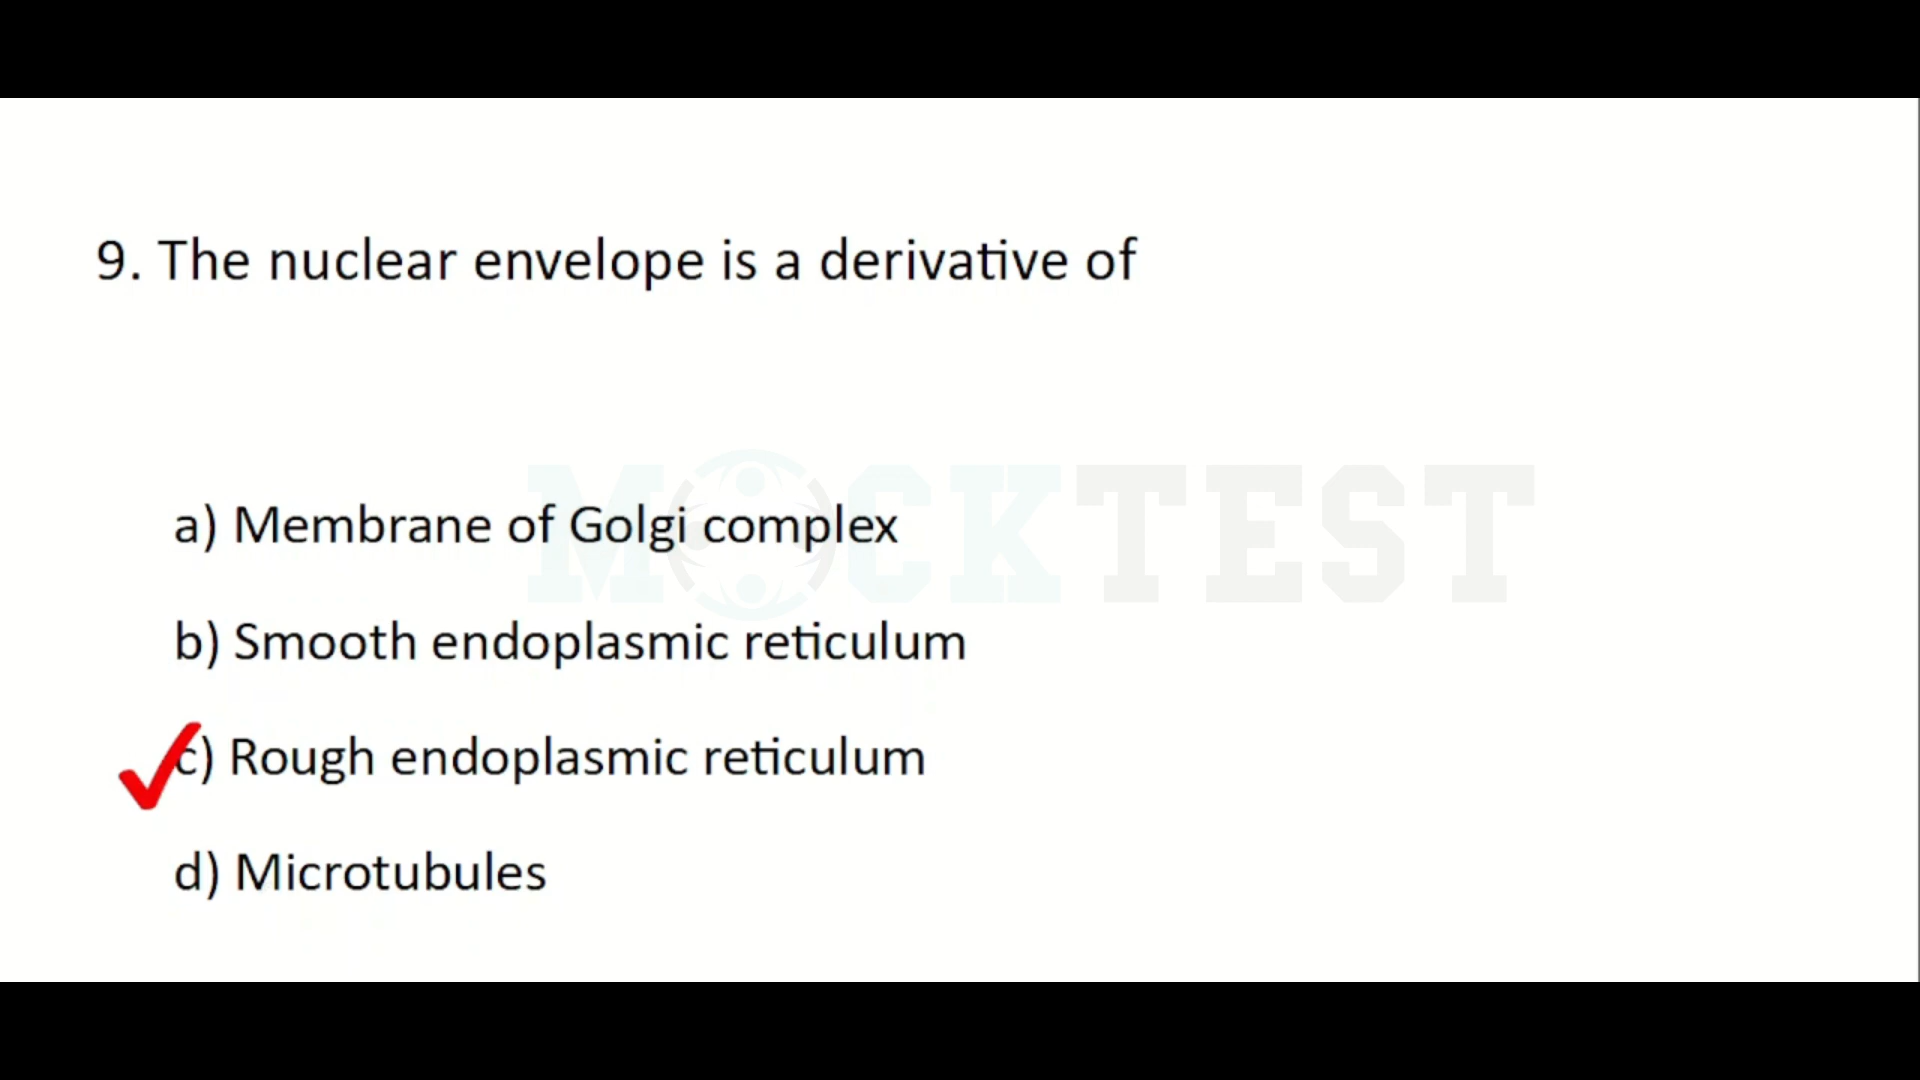 9. The nuclear envelope is a derivative of
MOCKTEST
a) Membrane of Golgi complex
b) Smooth endoplasmic reticulum
c) Rough endoplasmic reticulum
d) Microtubules